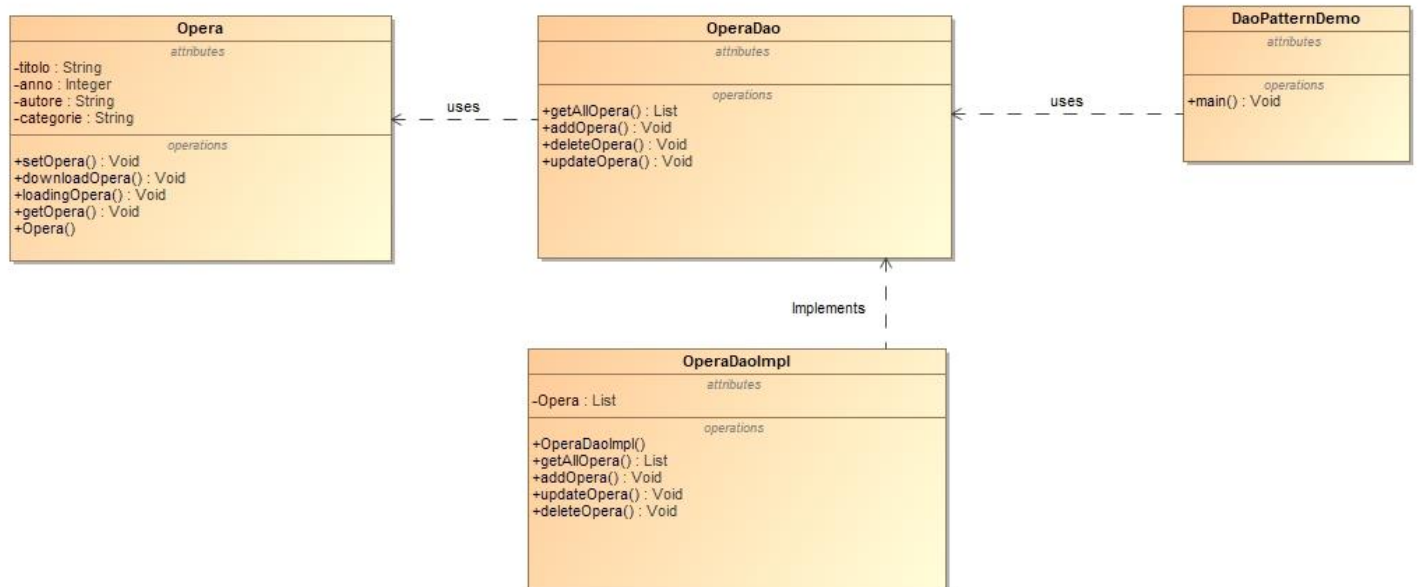 Opera
attributes
-titolo : String
-anno : Integer
-autore : String
-categorie : String
operations
+setOpera() : Void
+downloadOpera() : Void
+loadingOpera() : Void
+getOpera() : Void
+Opera()
uses
OperaDao
attributes
operations
+getAllOpera() : List
+addOpera() : Void
+deleteOpera() : Void
+updateOpera() : Void
uses
DaoPatternDemo
attributes
operations
+main() : Void
Implements
OperaDaoImpl
attributes
-Opera : List
operations
+OperaDaoImpl()
+getAllOpera() : List
+addOpera() : Void
+updateOpera() : Void
+deleteOpera() : Void